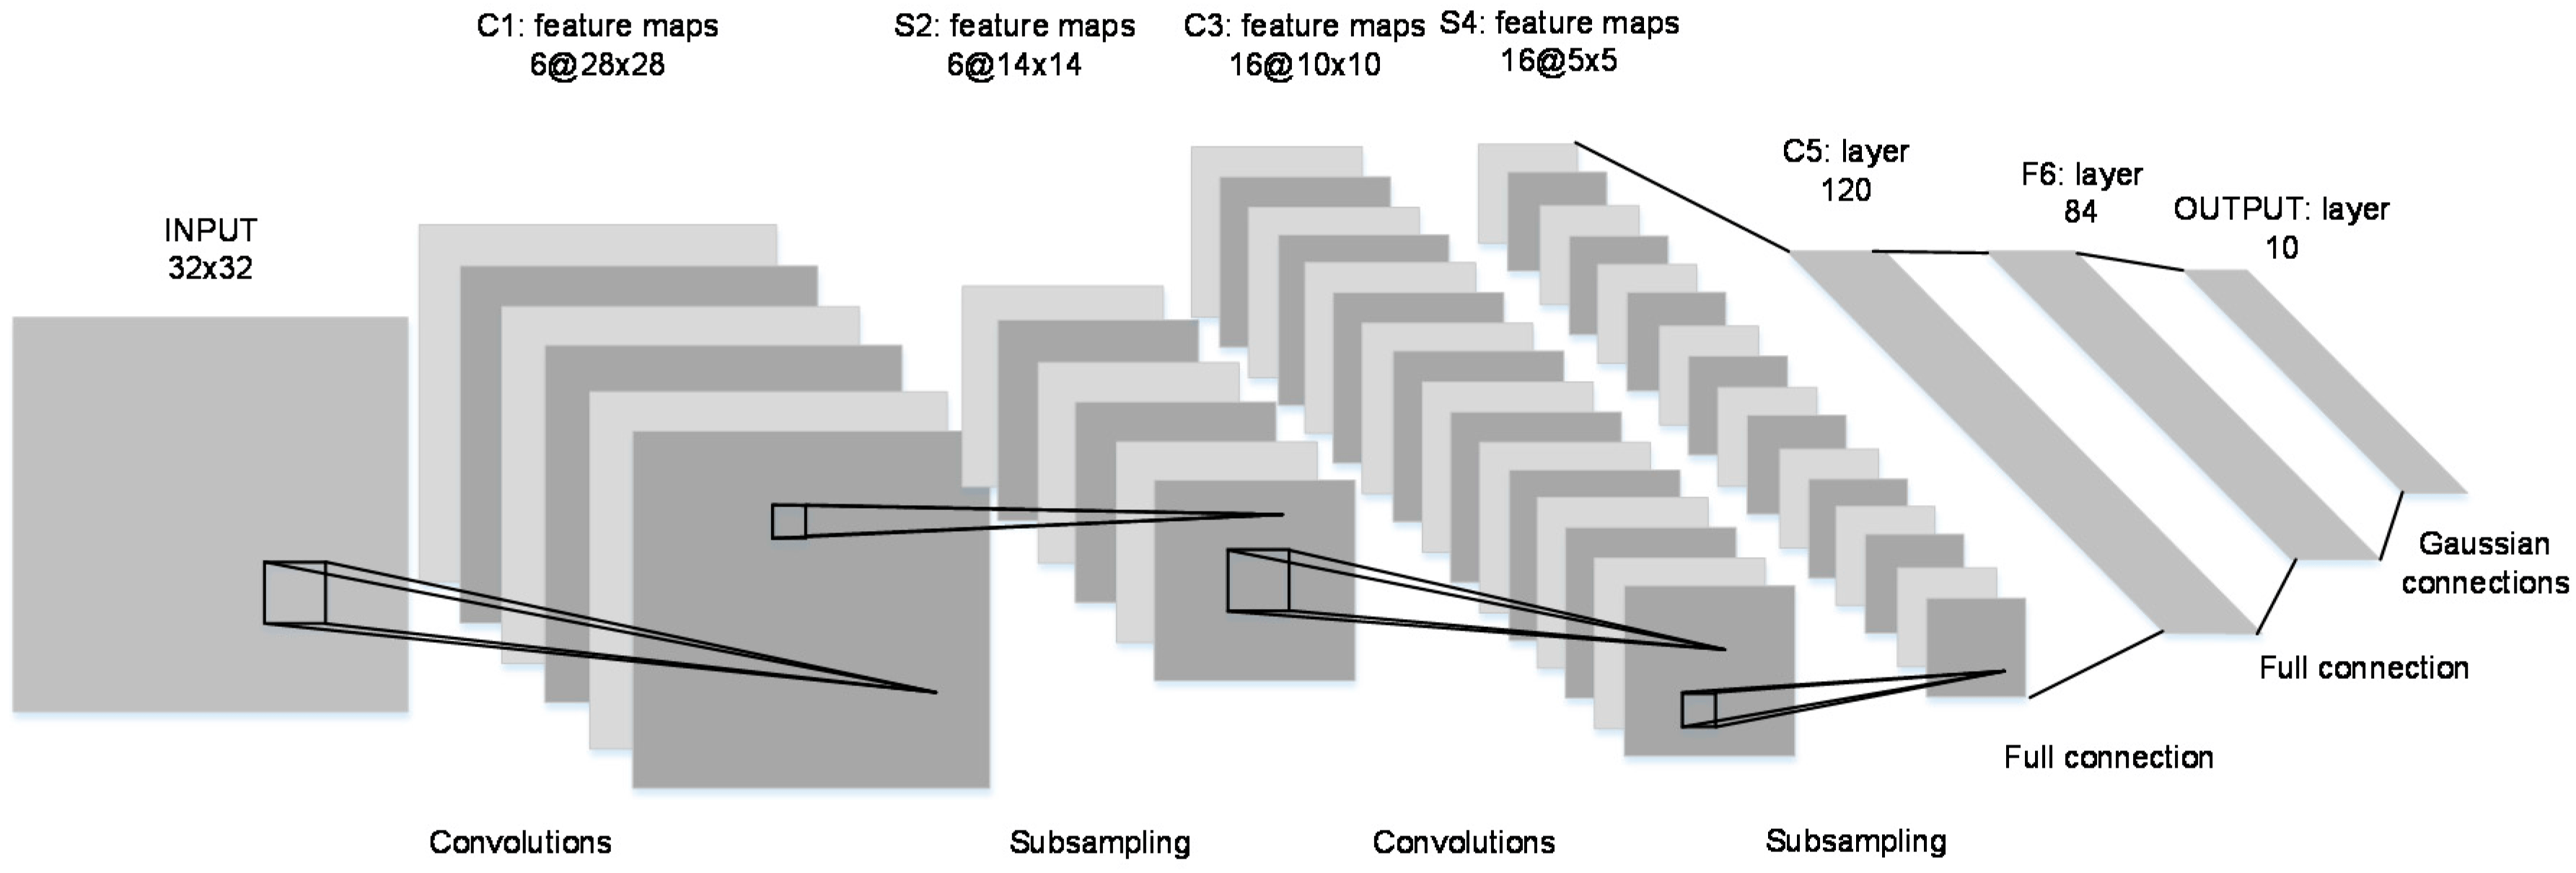 C1: feature maps
6@28x28
S2: feature maps
6@14x14
C3: feature maps
16@10x10
S4: feature maps
16@5x5
INPUT
32x32
C5: layer
120
F6: layer
84
OUTPUT: layer
10
Gaussian
connections
Full connection
Full connection
Convolutions
Subsampling
Convolutions
Subsampling